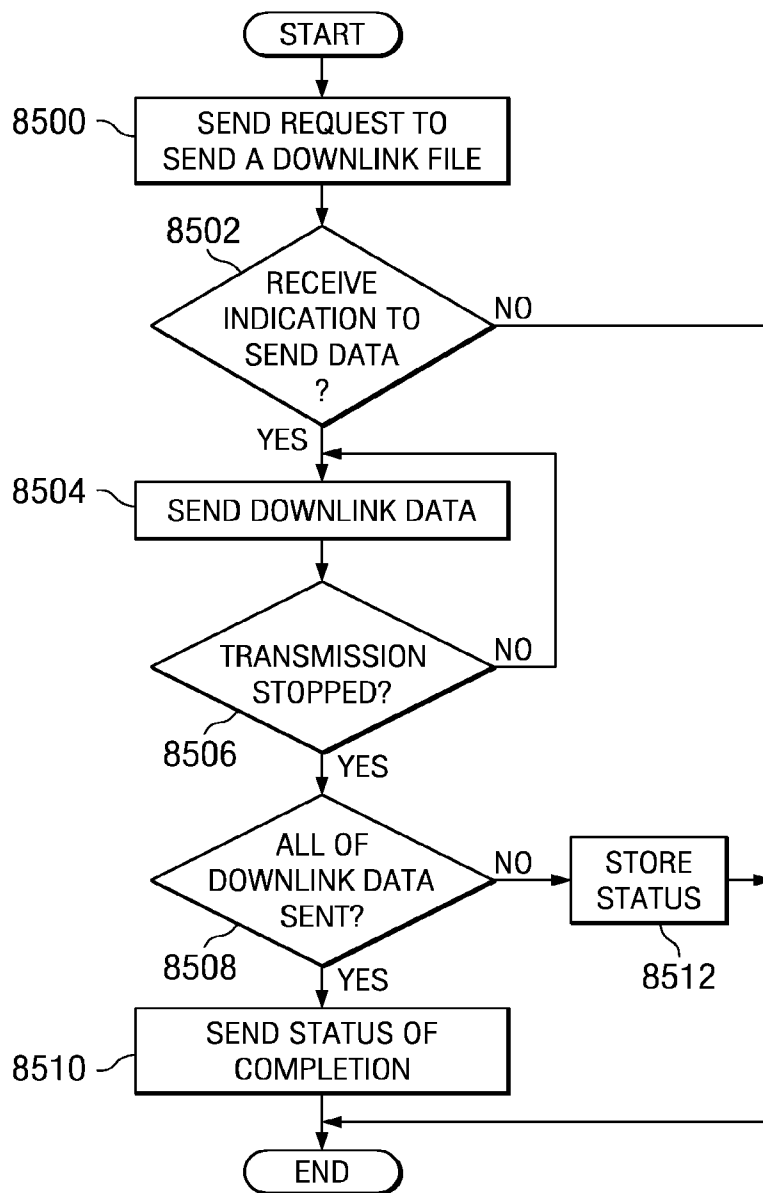 START
8500
SEND REQUEST TO
SEND A DOWNLINK FILE
8502
RECEIVE
INDICATION TO
SEND DATA
?
NO
YES
8504
SEND DOWNLINK DATA
TRANSMISSION
STOPPED?
NO
8506
YES
ALL OF
DOWNLINK DATA
SENT?
NO
STORE
STATUS
8508
8512
YES
8510
SEND STATUS OF
COMPLETION
END